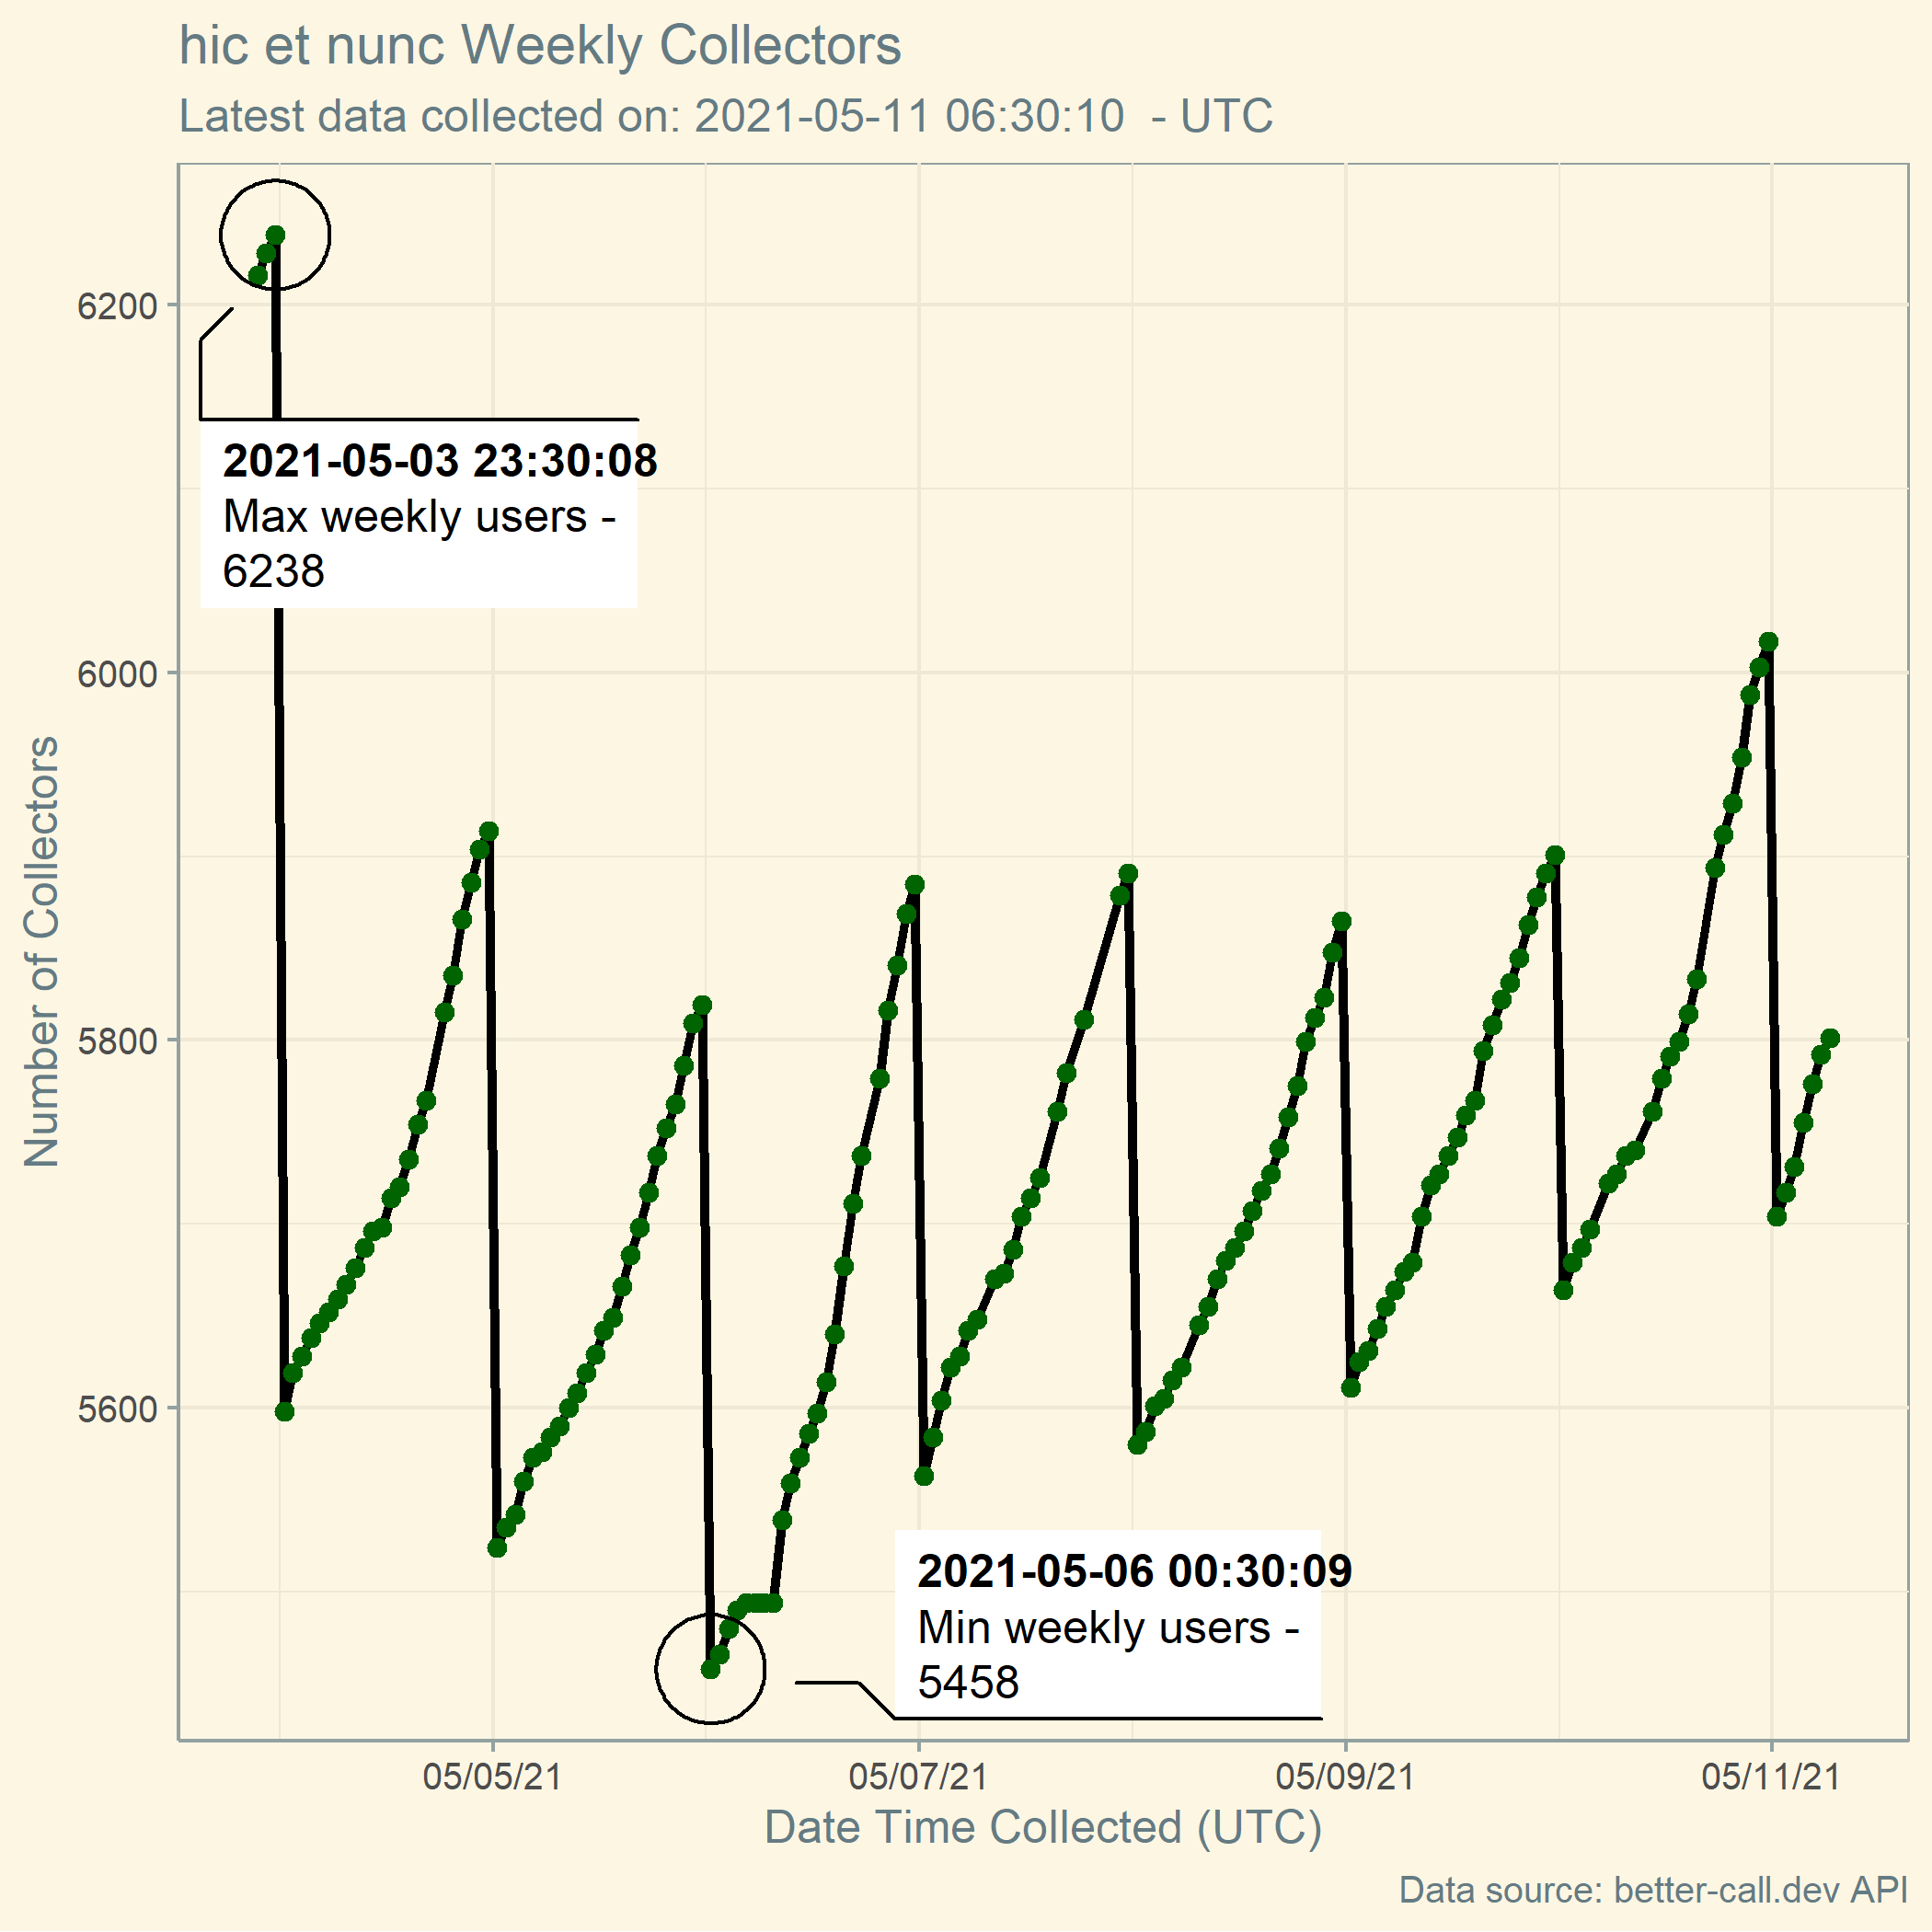 hic et nunc Weekly Collectors
Latest data collected on: 2021-05-11 06:30:10  - UTC
Number of Collectors
6200
6000
5800
5600
2021-05-03 23:30:08
Max weekly users -
6238
2021-05-06 00:30:09
Min weekly users -
5458
05/05/21
05/07/21
05/09/21
05/11/21
Date Time Collected (UTC)
Data source: better-call.dev API